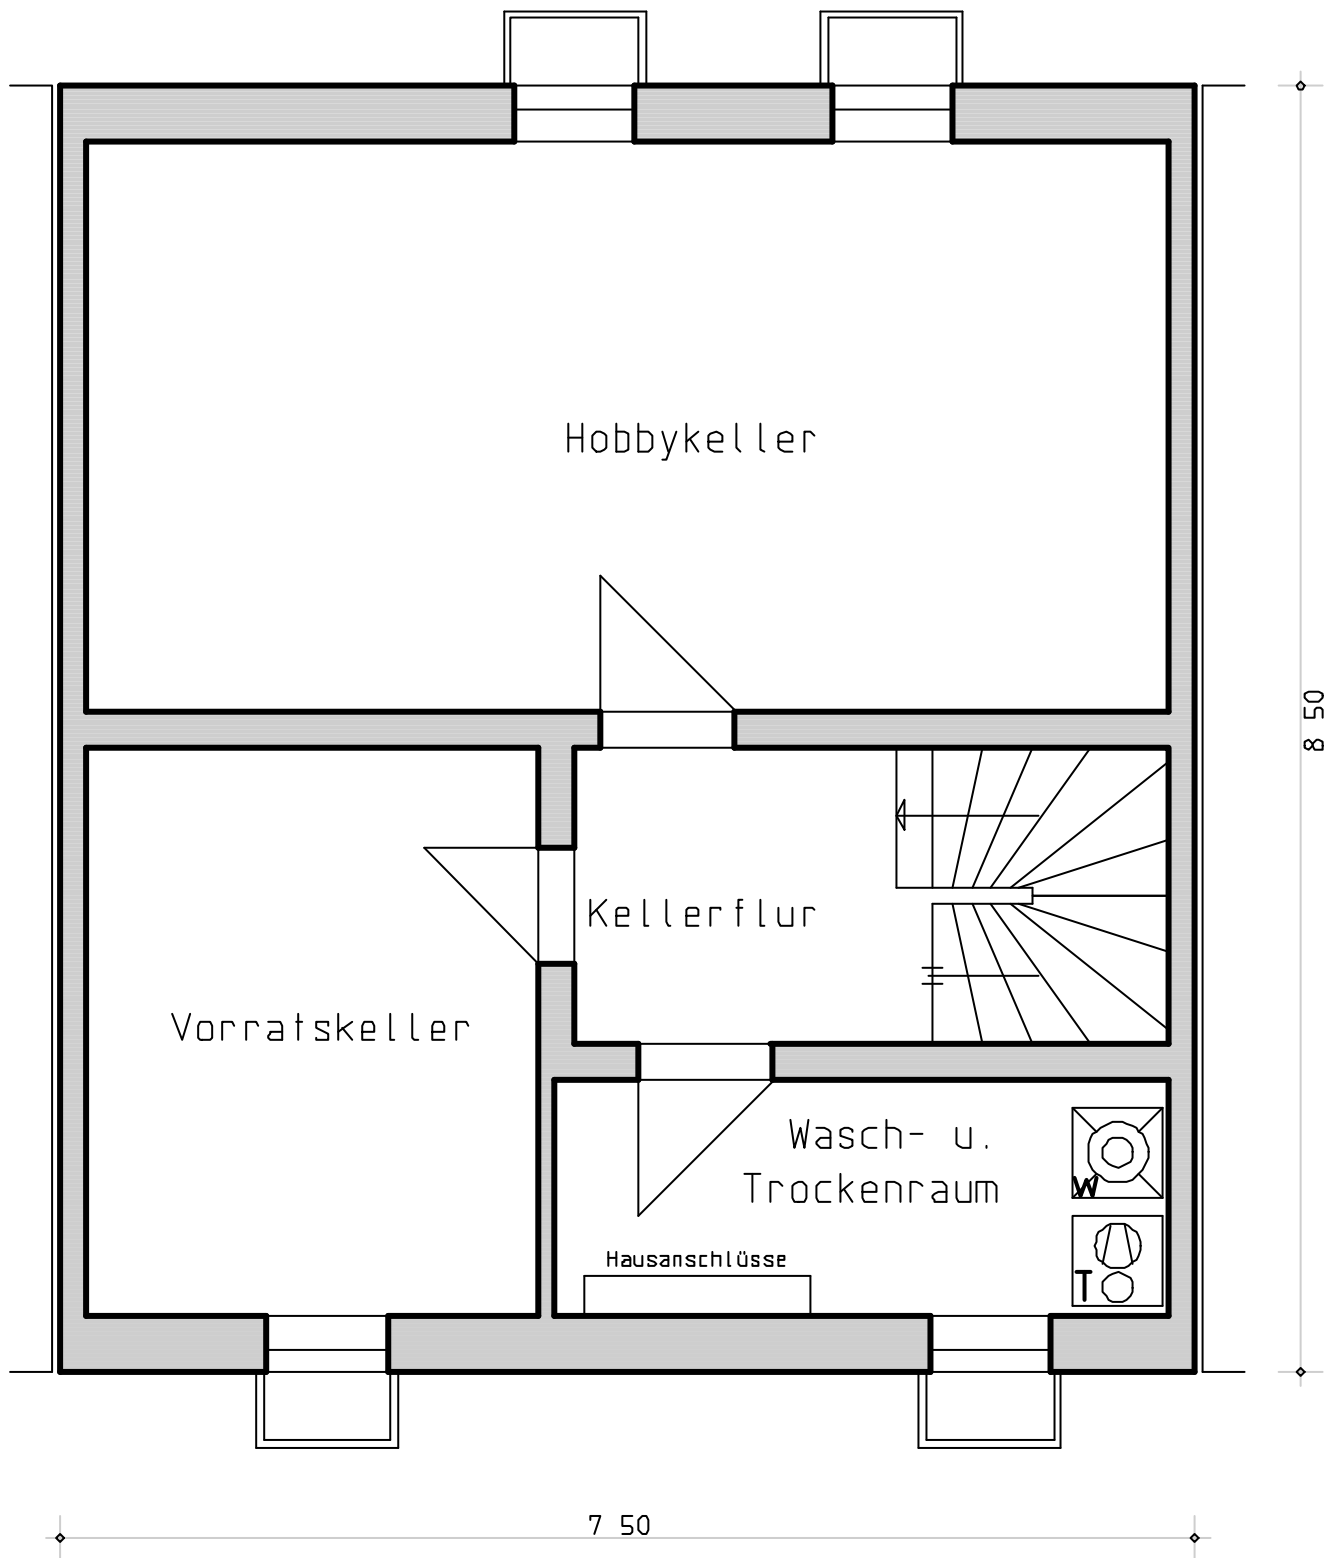 Hobbykeller
8 50
Kellerflur
Vorratskeller
Wasch- u.
Trockenraum
W
Hausanschlüsse
T
7 50